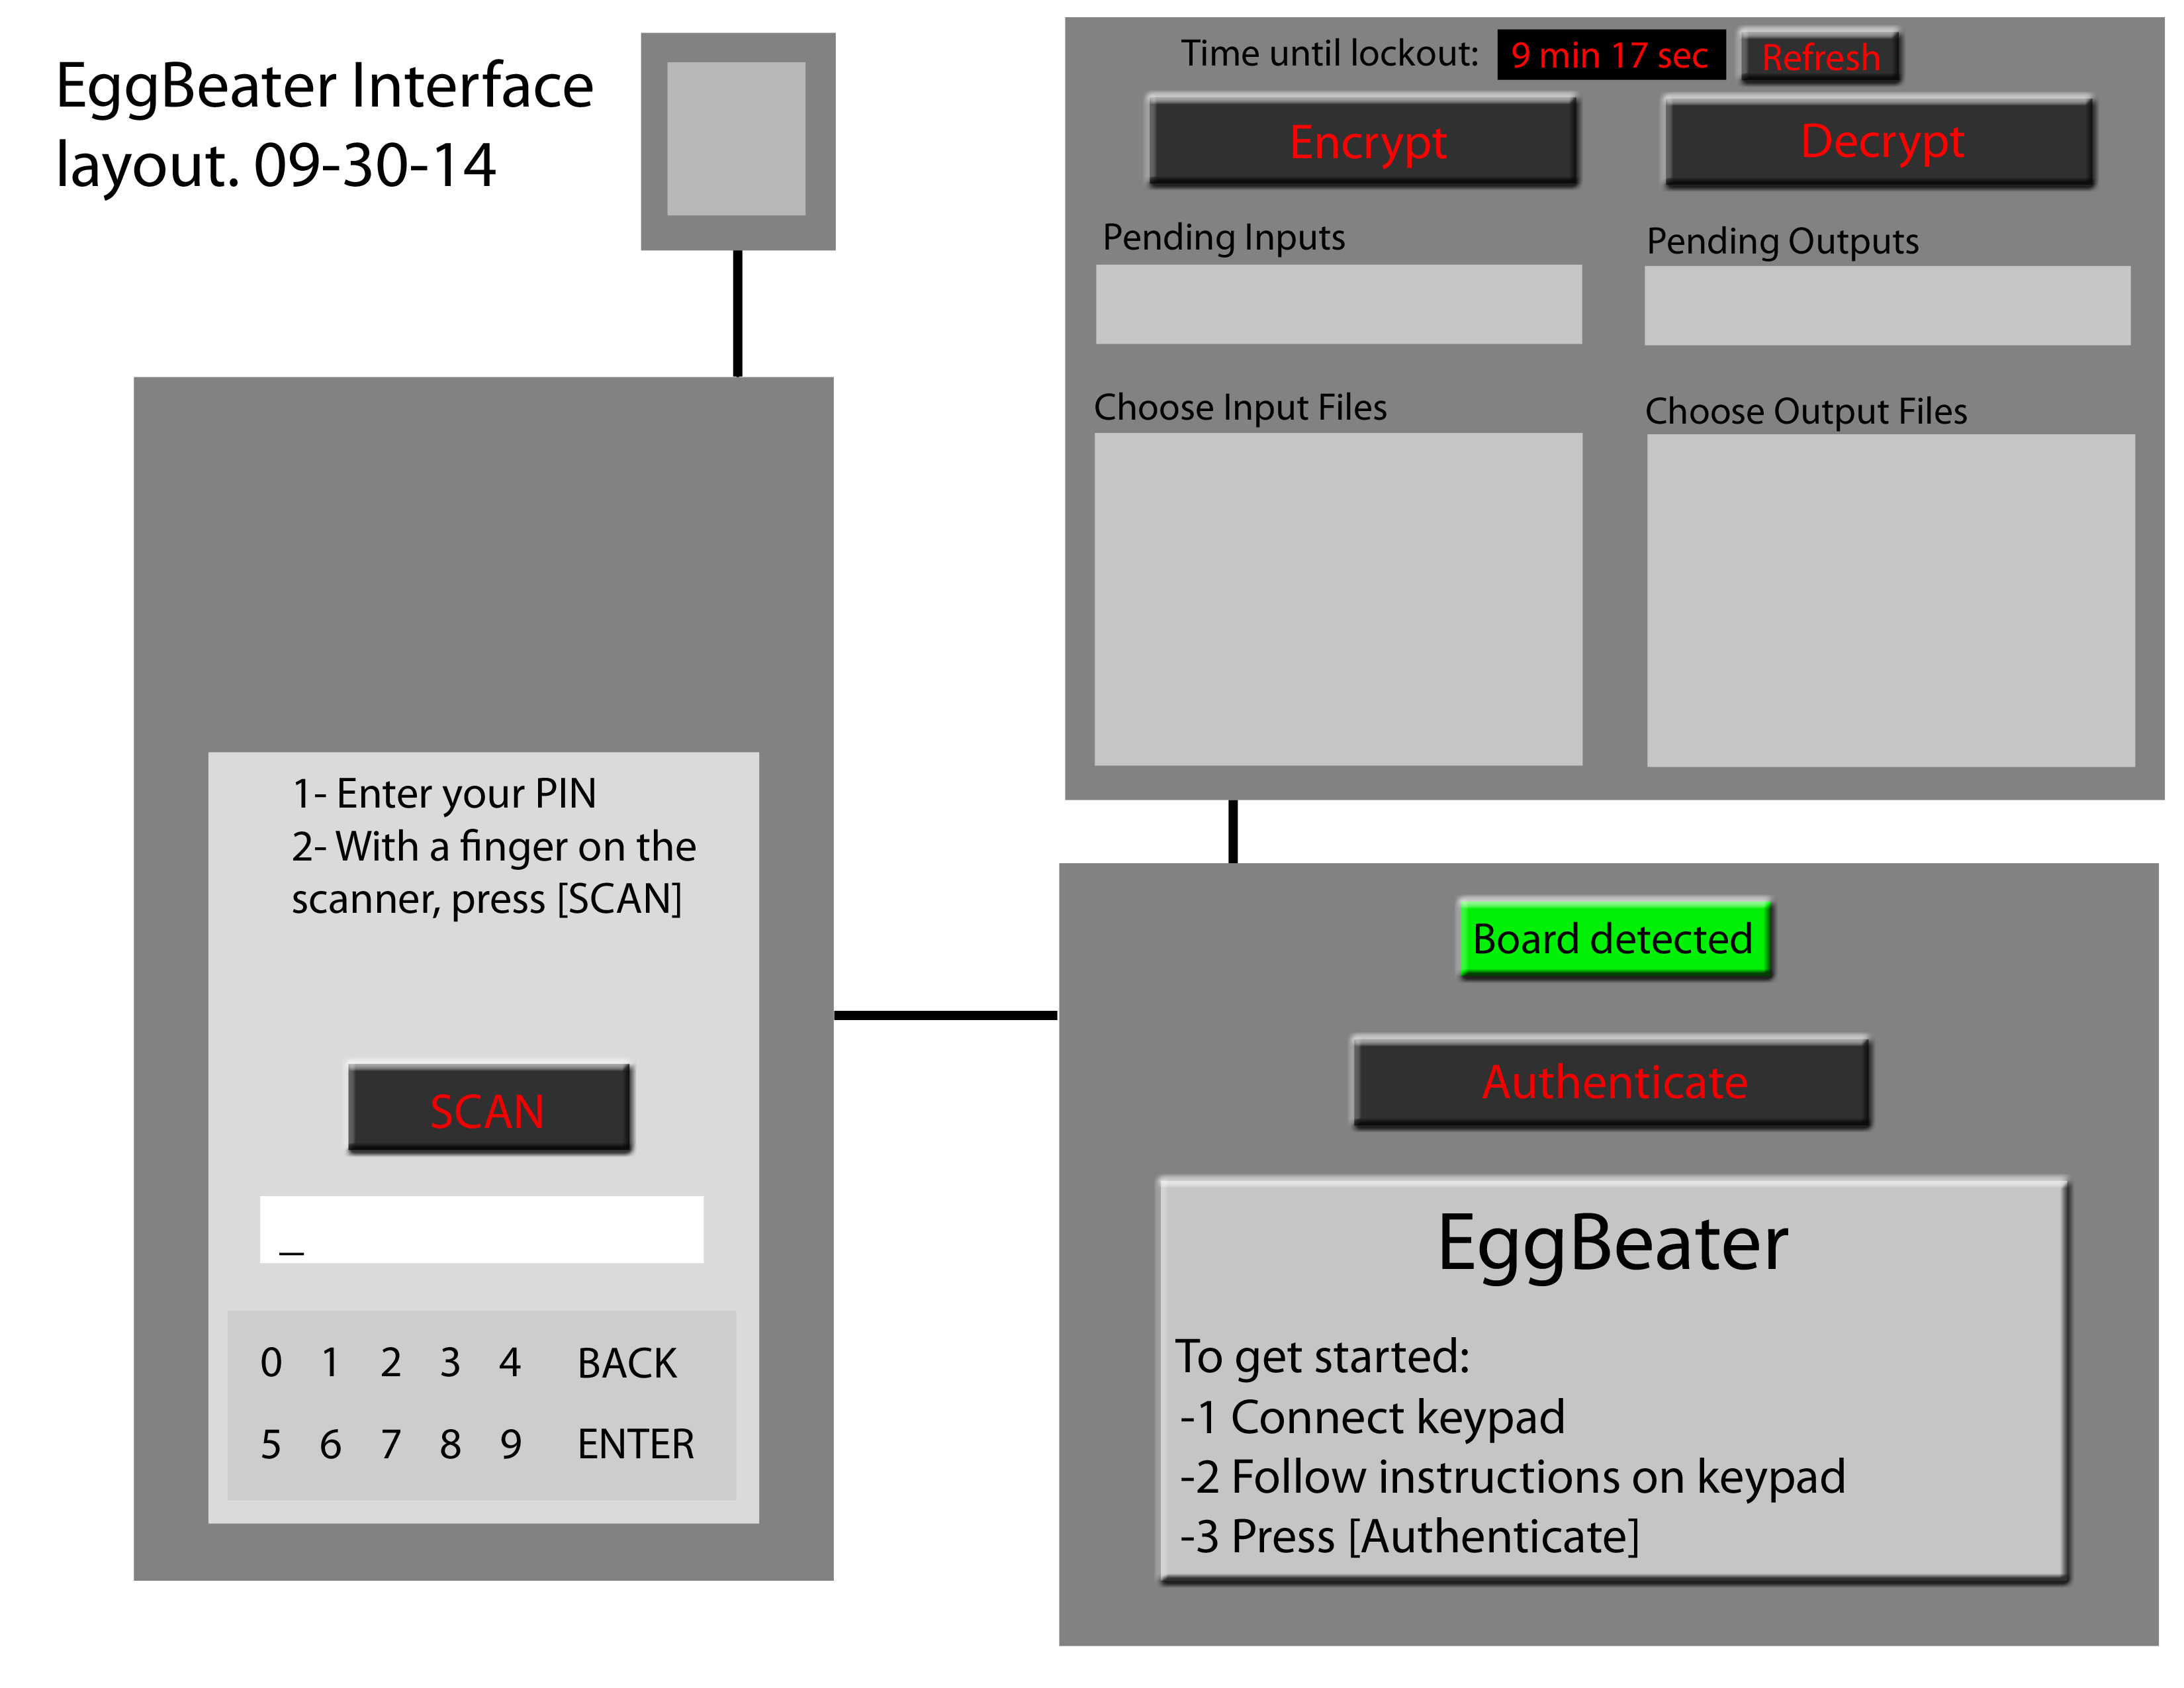 EggBeater Interface
layout. 09-30-14
Time until lockout: 9 min 17 sec Refresh
Encrypt Decrypt
Pending Inputs Pending Outputs
Choose Input Files Choose Output Files
1- Enter your PIN
2- With a finger on the
scanner, press [SCAN]
SCAN
_
0 1 2 3 4 BACK
5 6 7 8 9 ENTER
Board detected
Authenticate
EggBeater
To get started:
-1 Connect keypad
-2 Follow instructions on keypad
-3 Press [Authenticate]